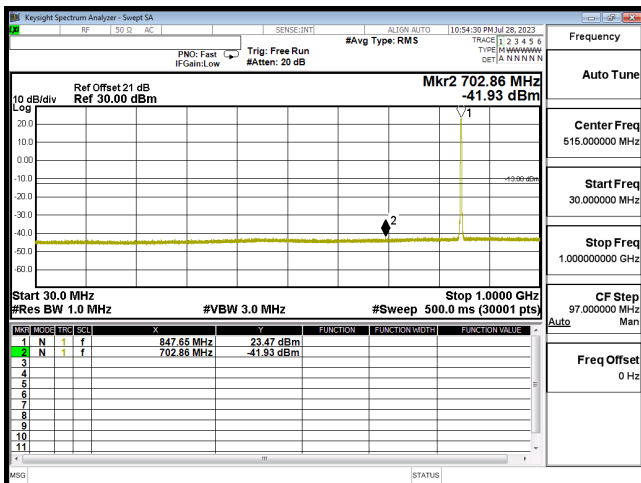 Keysight Spectrum Analyzer - Swept SA
RF 50 Ω AC SENSE:INT ALIGN AUTO 10:54:30 PM Jul 28, 2023
#Avg Type: RMS
TRACE 1 2 3 4 5 6
TYPE M WWWWW
DET A N N N N N
PNO: Fast
IFGain:Low
Trig: Free Run
#Atten: 20 dB
Mkr2 702.86 MHz
-41.93 dBm
Ref Offset 21 dB
Ref 30.00 dBm
10 dB/div
Log
20.0
10.0
0.00
-10.0
-20.0
-30.0
-40.0
-50.0
-60.0
1
-13.00 dBm
2
Start 30.0 MHz Stop 1.0000 GHz
#Res BW 1.0 MHz #VBW 3.0 MHz #Sweep 500.0 ms (30001 pts)
MKR MODE TRC SCL X Y FUNCTION FUNCTION WIDTH FUNCTION VALUE
1 N 1 f 847.65 MHz 23.47 dBm
2 N 1 f 702.86 MHz -41.93 dBm
3
4
5
6
7
8
9
10
11
MSG STATUS
Frequency
Auto Tune
Center Freq
515.000000 MHz
Start Freq
30.000000 MHz
Stop Freq
1.000000000 GHz
CF Step
97.000000 MHz
Auto Man
Freq Offset
0 Hz